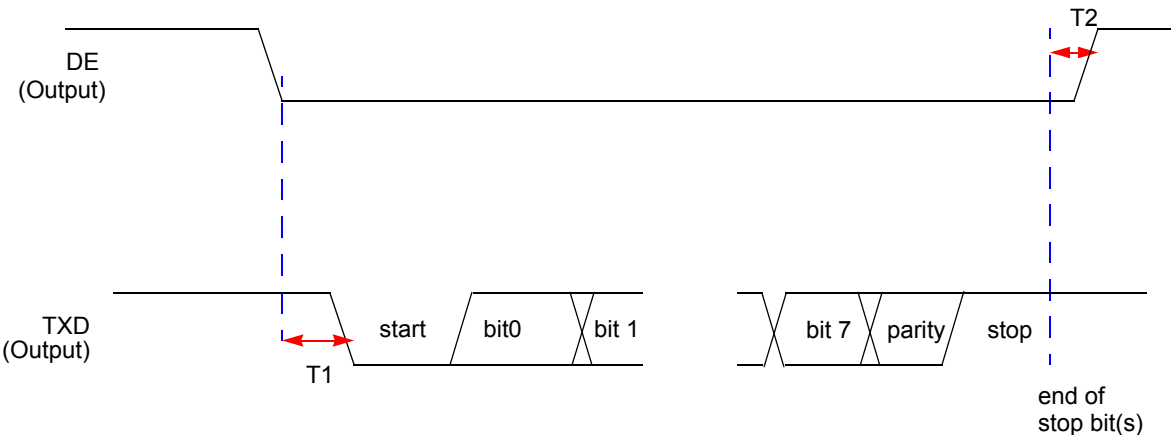 T2
DE
(Output)
TXD
(Output)
start
bit0
bit 1
bit 7
parity
stop
T1
end of
stop bit(s)